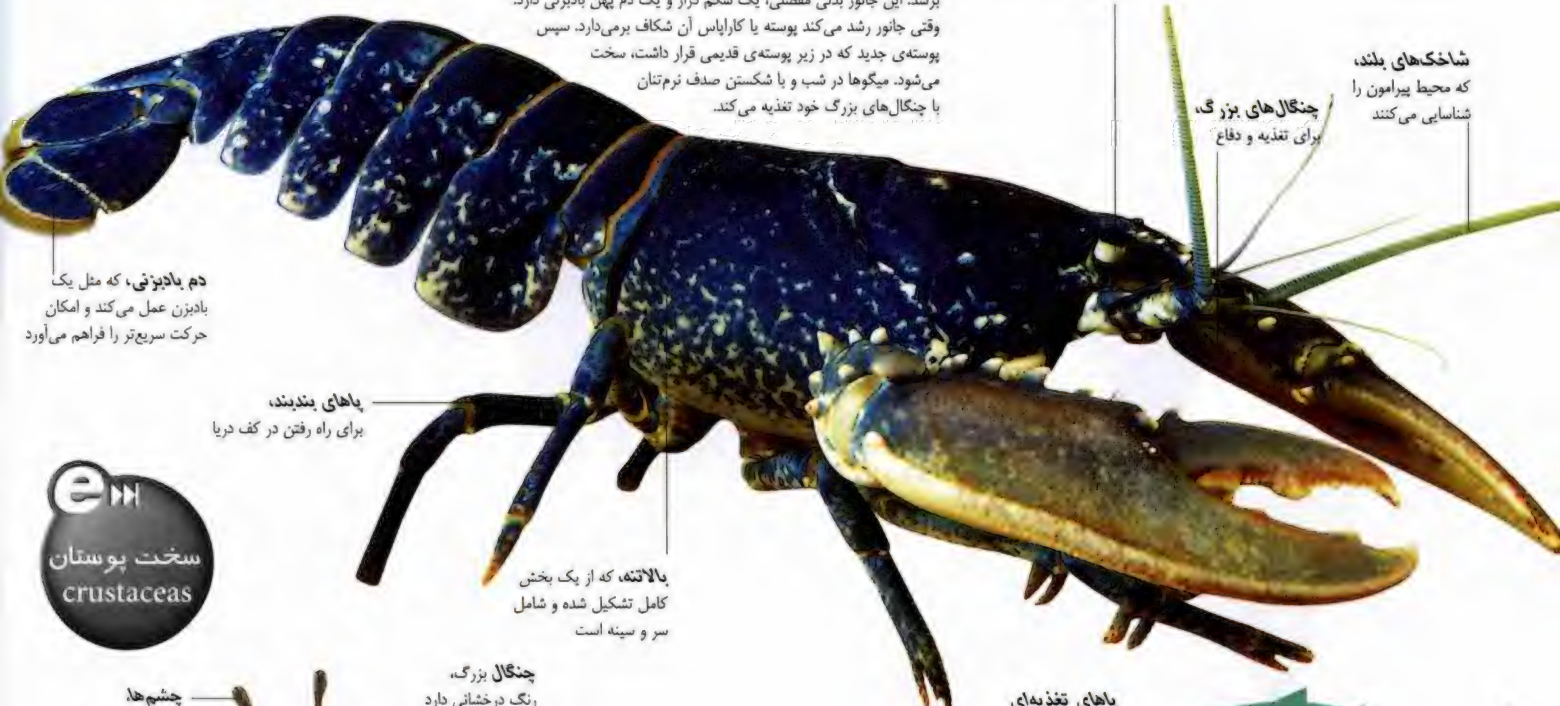 برسد. این جانور بدنی مفصلی، یک شکم دراز و یک دم پهن بادبزنی دارد.
وقتی جانور رشد می‌کند پوسته یا کاراپاس آن شکاف برمی‌دارد. سپس
پوسته‌ی جدید که در زیر پوسته‌ی قدیمی قرار داشت، سخت
می‌شود. میگوها در شب و با شکستن صدف نرم‌تنان
با چنگال‌های بزرگ خود تغذیه می‌کند.
شاخک‌های بلند،
که محیط پیرامون را
شناسایی می‌کنند
چنگال‌های بزرگ،
برای تغذیه و دفاع
دم بادبزنی، که مثل یک
بادبزن عمل می‌کند و امکان
حرکت سریع‌تر را فراهم می‌آورد
پاهای بندبند،
برای راه رفتن در کف دریا
e
سخت پوستان
crustaceas
بالاتنه، که از یک بخش
کامل تشکیل شده و شامل
سر و سینه است
چنگال بزرگ،
رنگ درخشانی دارد
چشم‌ها،
پاهای تغذیه‌ای